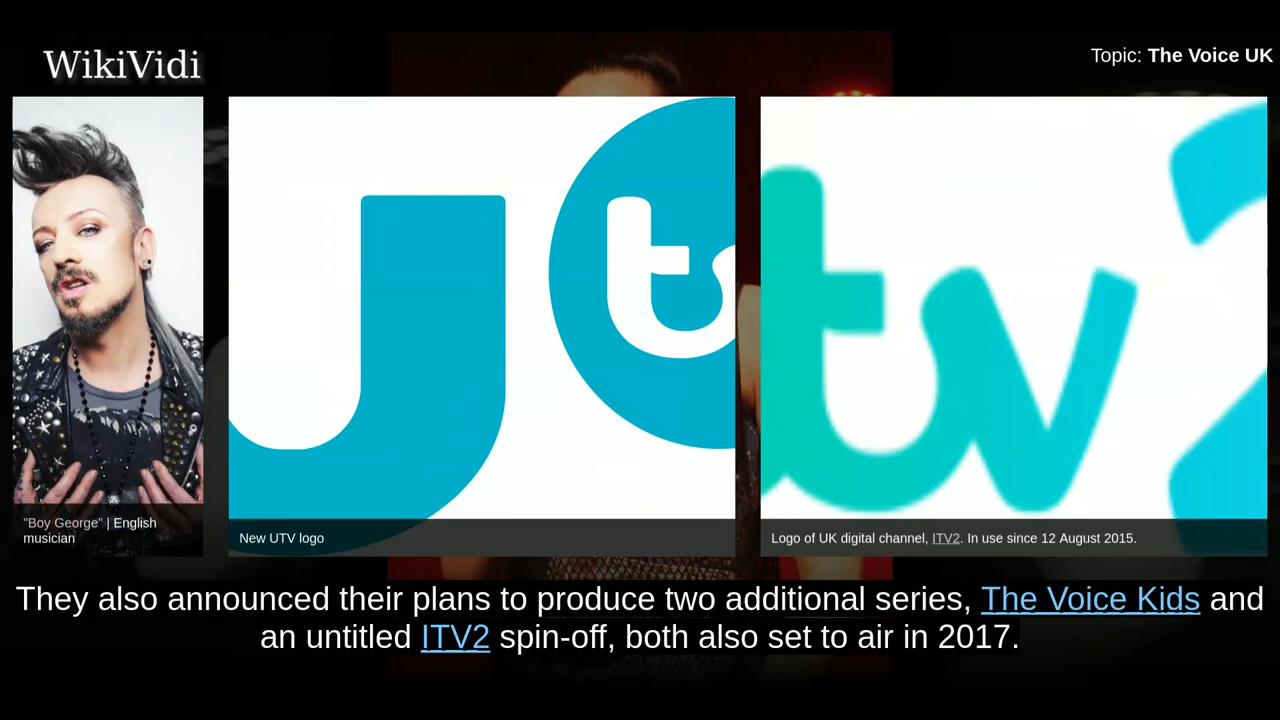 WikiVidi
Topic: The Voice UK
"Boy George" | English
musician
New UTV logo
tv
Logo of UK digital channel, ITV2. In use since 12 August 2015.
They also announced their plans to produce two additional series, The Voice Kids and
an untitled ITV2 spin-off, both also set to air in 2017.